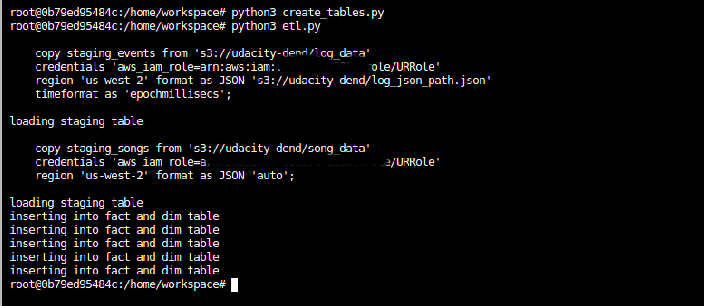 root@0b79ed95484c:/home/workspace# python3 create_tables.py
root@0b79ed95484c:/home/workspace# python3 etl.py
copy staging_events from 's3://udacity-dend/log_data'
credentials 'aws_iam_role=arn:aws:iam: role/URRole'
region 'us-west-2' format as JSON 's3://udacity-dend/log_json_path.json'
timeformat as 'epochmillisecs';
loading staging table
copy staging_songs from 's3://udacity-dend/song_data'
credentials 'aws_iam_role=a /URRole'
region 'us-west-2' format as JSON 'auto';
loading staging table
inserting into fact and dim table
inserting into fact and dim table
inserting into fact and dim table
inserting into fact and dim table
inserting into fact and dim table
root@0b79ed95484c:/home/workspace#